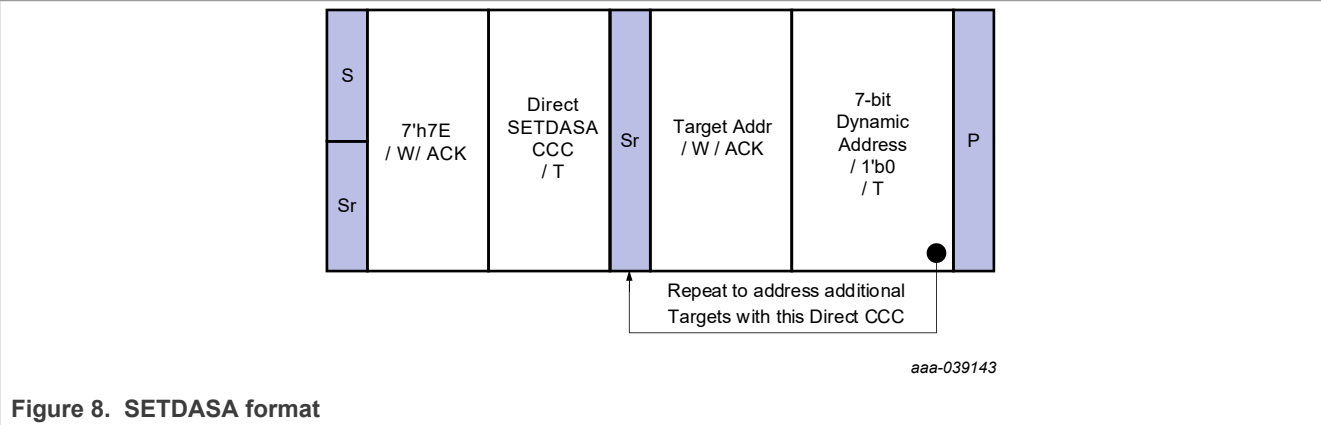 S
Sr
7'h7E
/ W/ ACK
Direct
SETDASA
CCC
/ T
Sr
Target Addr
/ W / ACK
7-bit
Dynamic
Address
/ 1'b0
/ T
P
Repeat to address additional
Targets with this Direct CCC
aaa-039143
Figure 8. SETDASA format